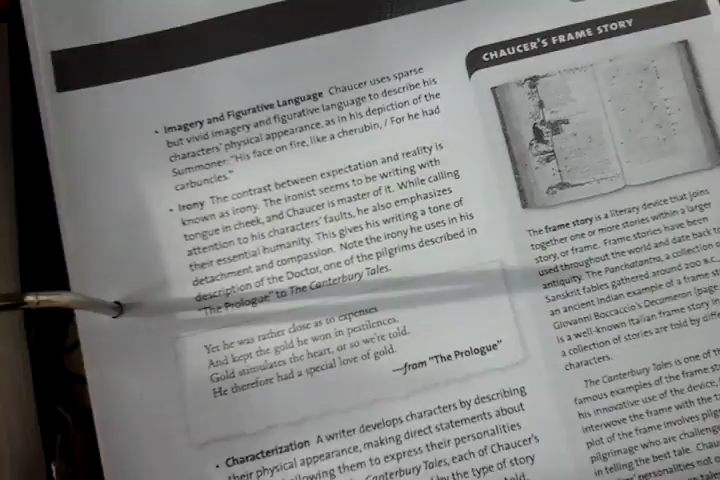 • Imagery and Figurative Language Chaucer uses sparse
but vivid imagery and figurative language to describe his
characters' physical appearance, as in his depiction of the
Summoner: "His face on fire, like a cherubin, / For he had
carbuncles."
• Irony The contrast between expectation and reality is
known as irony. The ironist seems to be writing with
tongue in cheek, and Chaucer is master of it. While calling
attention to his characters' faults, he also emphasizes
their essential humanity. This gives his writing a tone of
detachment and compassion. Note the irony he uses in his
description of the Doctor, one of the pilgrims described in
"The Prologue" to The Canterbury Tales.
Yet he was rather close as to expenses
And kept the gold he won in pestilences.
Gold stimulates the heart, or so we're told.
He therefore had a special love of gold.
—from "The Prologue"
• Characterization A writer develops characters by describing
their physical appearance, making direct statements about
allowing them to express their personalities
Canterbury Tales, each of Chaucer's
by the type of story
told.
CHAUCER'S FRAME STORY
The frame story is a literary device that joins
together one or more stories within a larger
story, or frame. Frame stories have been
used throughout the world and date back to
antiquity. The Panchatantra, a collection of
Sanskrit fables gathered around 200 B.C.,
an ancient Indian example of a frame
Giovanni Boccaccio's Decameron (page
is a well-known Italian frame story in
a collection of stories are told by
characters.
The Canterbury Tales is one of
famous examples of the frame
his innovative use of the device,
interwove the frame with the
plot of the frame involves
pilgrimage who are
in telling the best tale.
personalities not